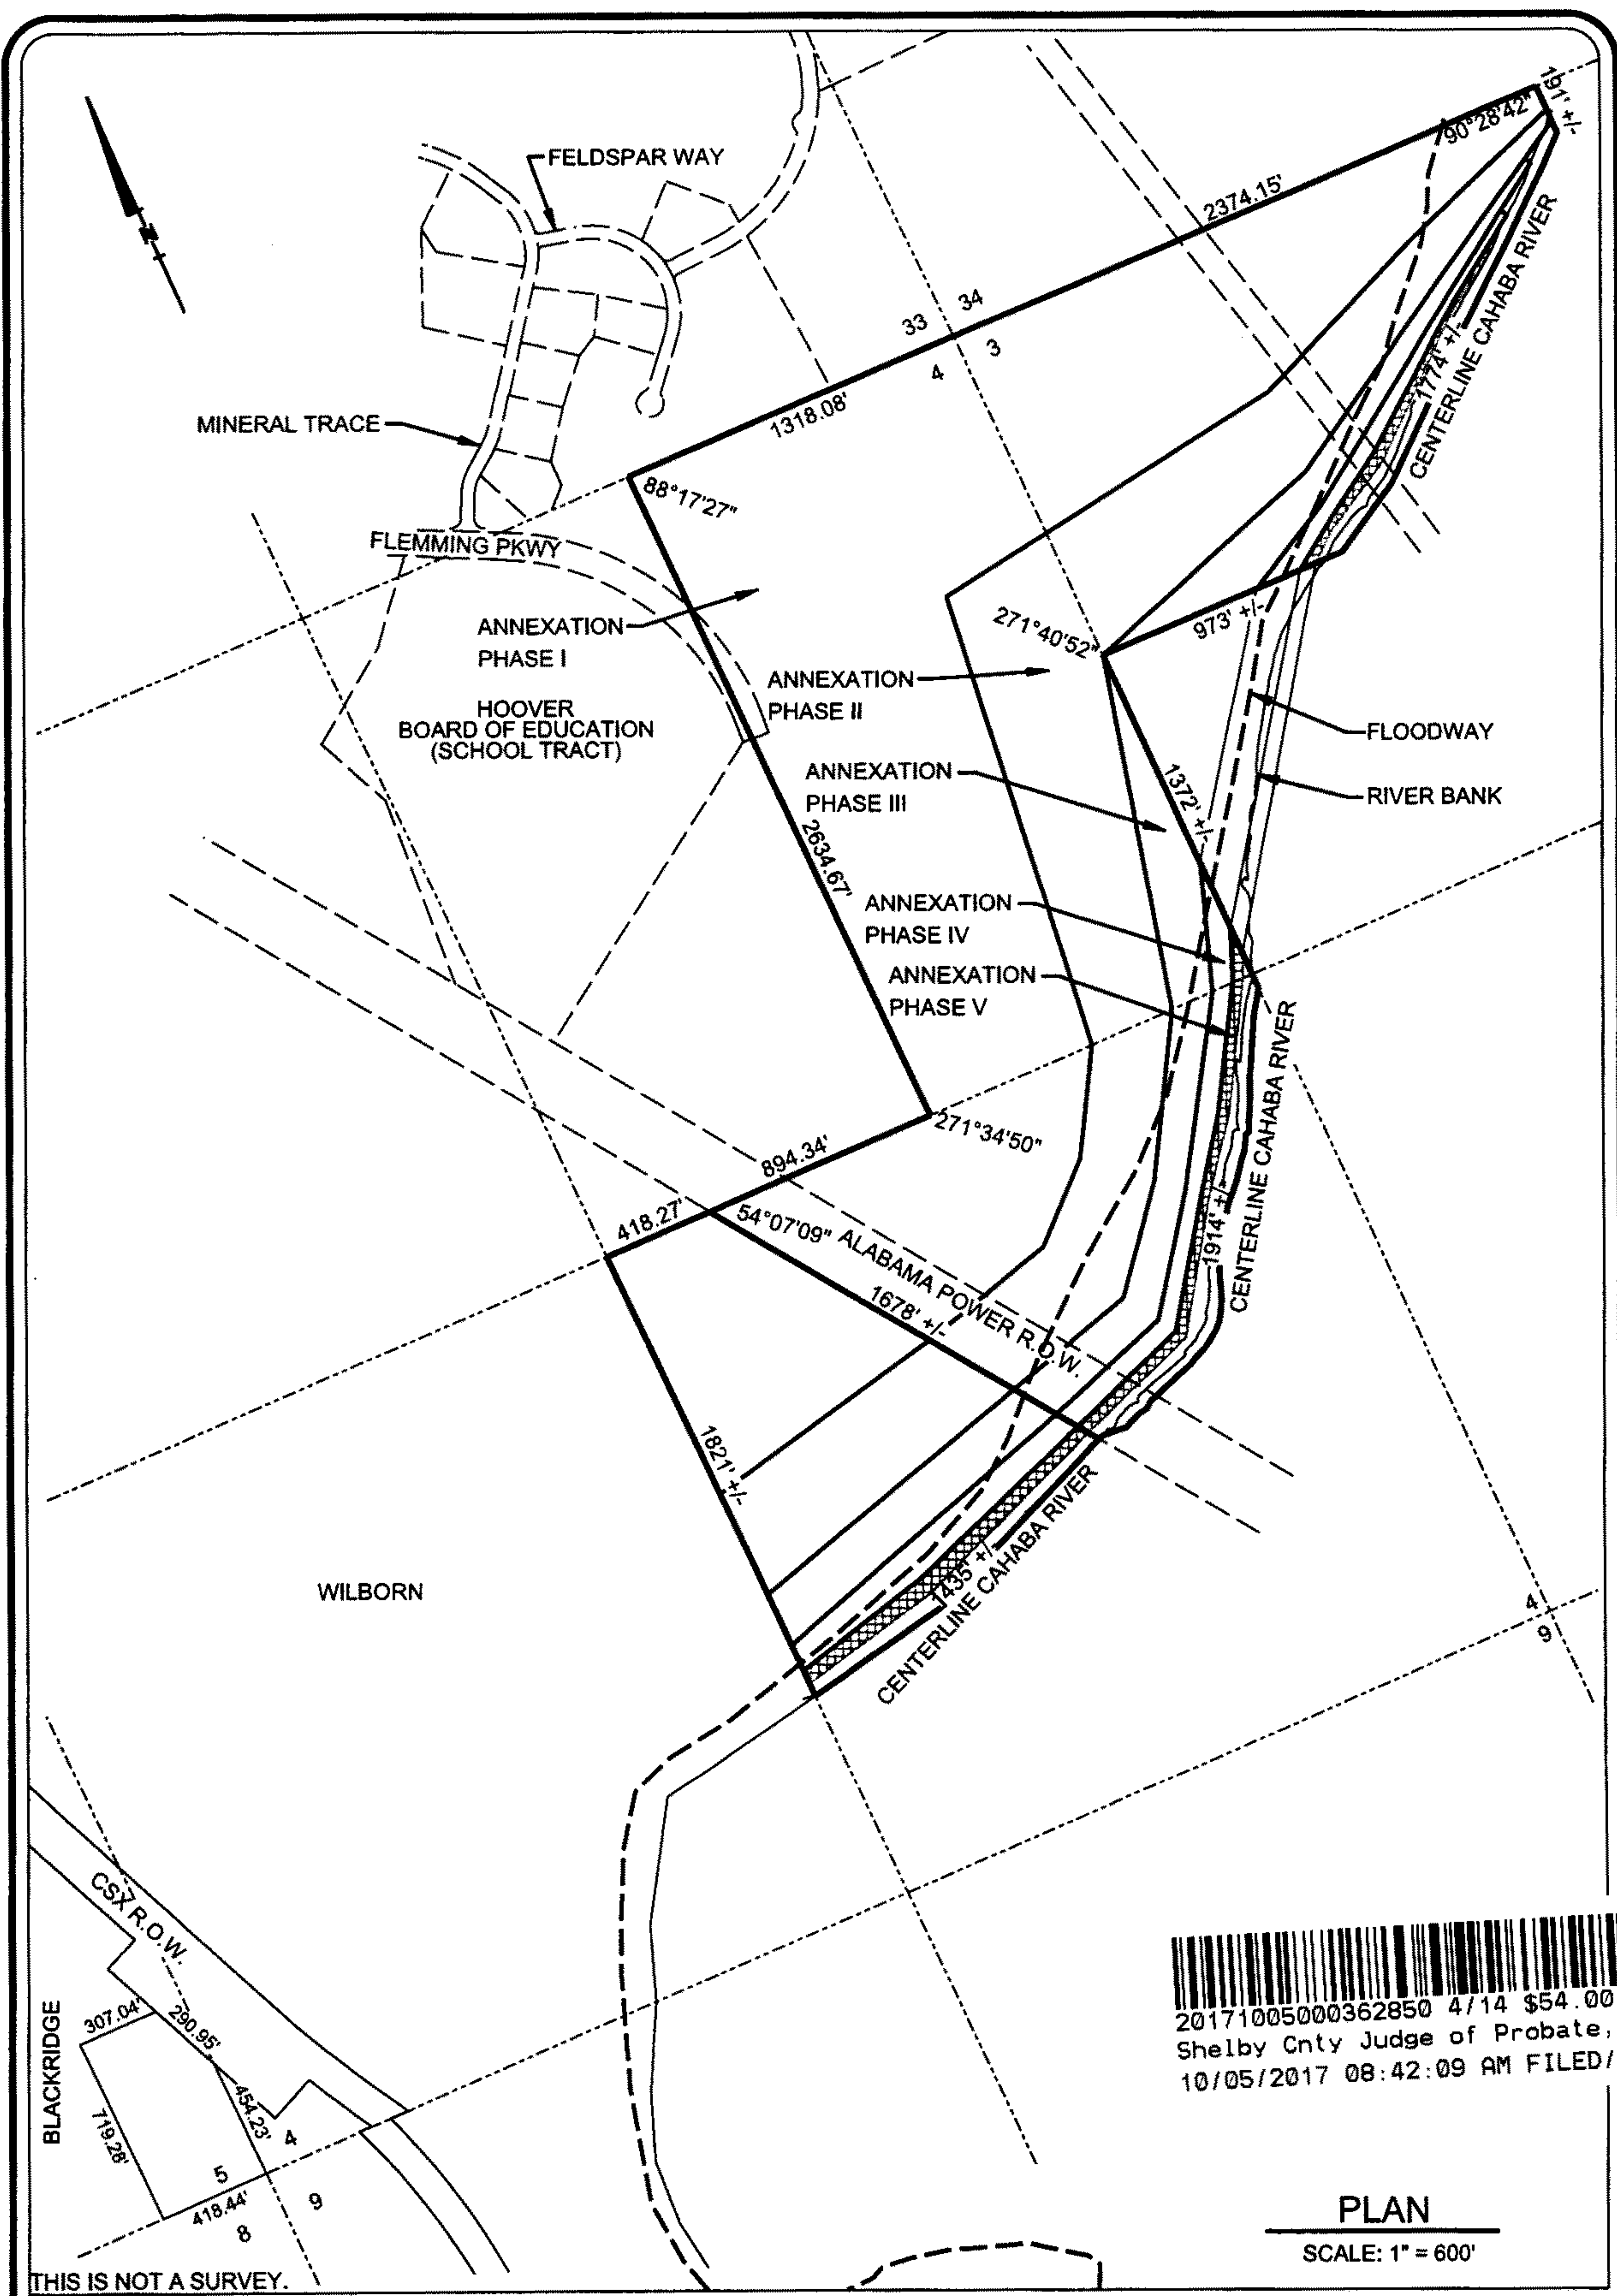 N
FELDSPAR WAY
MINERAL TRACE
FLEMMING PKWY
191' +/-
90°28'42"
2374.15'
33
34
4
3
1318.08'
88°17'27"
1774' +/-
CENTERLINE CAHABA RIVER
ANNEXATION
PHASE I
HOOVER
BOARD OF EDUCATION
(SCHOOL TRACT)
271°40'52"
973' +/-
ANNEXATION
PHASE II
FLOODWAY
ANNEXATION
PHASE III
1372' +/-
RIVER BANK
2634.67'
ANNEXATION
PHASE IV
ANNEXATION
PHASE V
CENTERLINE CAHABA RIVER
271°34'50"
894.34'
418.27'
54°07'09"
ALABAMA POWER R.O.W.
1914' +/-
1678' +/-
1821' +/-
1435' +/-
CENTERLINE CAHABA RIVER
WILBORN
4
9
CSX R.O.W.
BLACKRIDGE
307.04'
290.95'
454.23'
719.28'
418.44'
5
4
8
9
20171005000362850 4/14 $54.00
Shelby Cnty Judge of Probate,
10/05/2017 08:42:09 AM FILED/
PLAN
SCALE: 1" = 600'
THIS IS NOT A SURVEY.